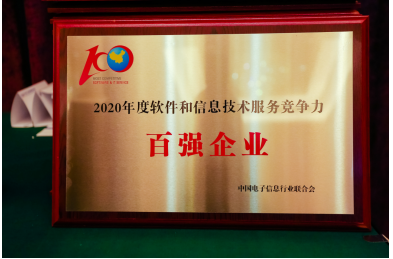 2020年度软件和信息技术服务竞争力
百强企业
中国电子信息行业联合会